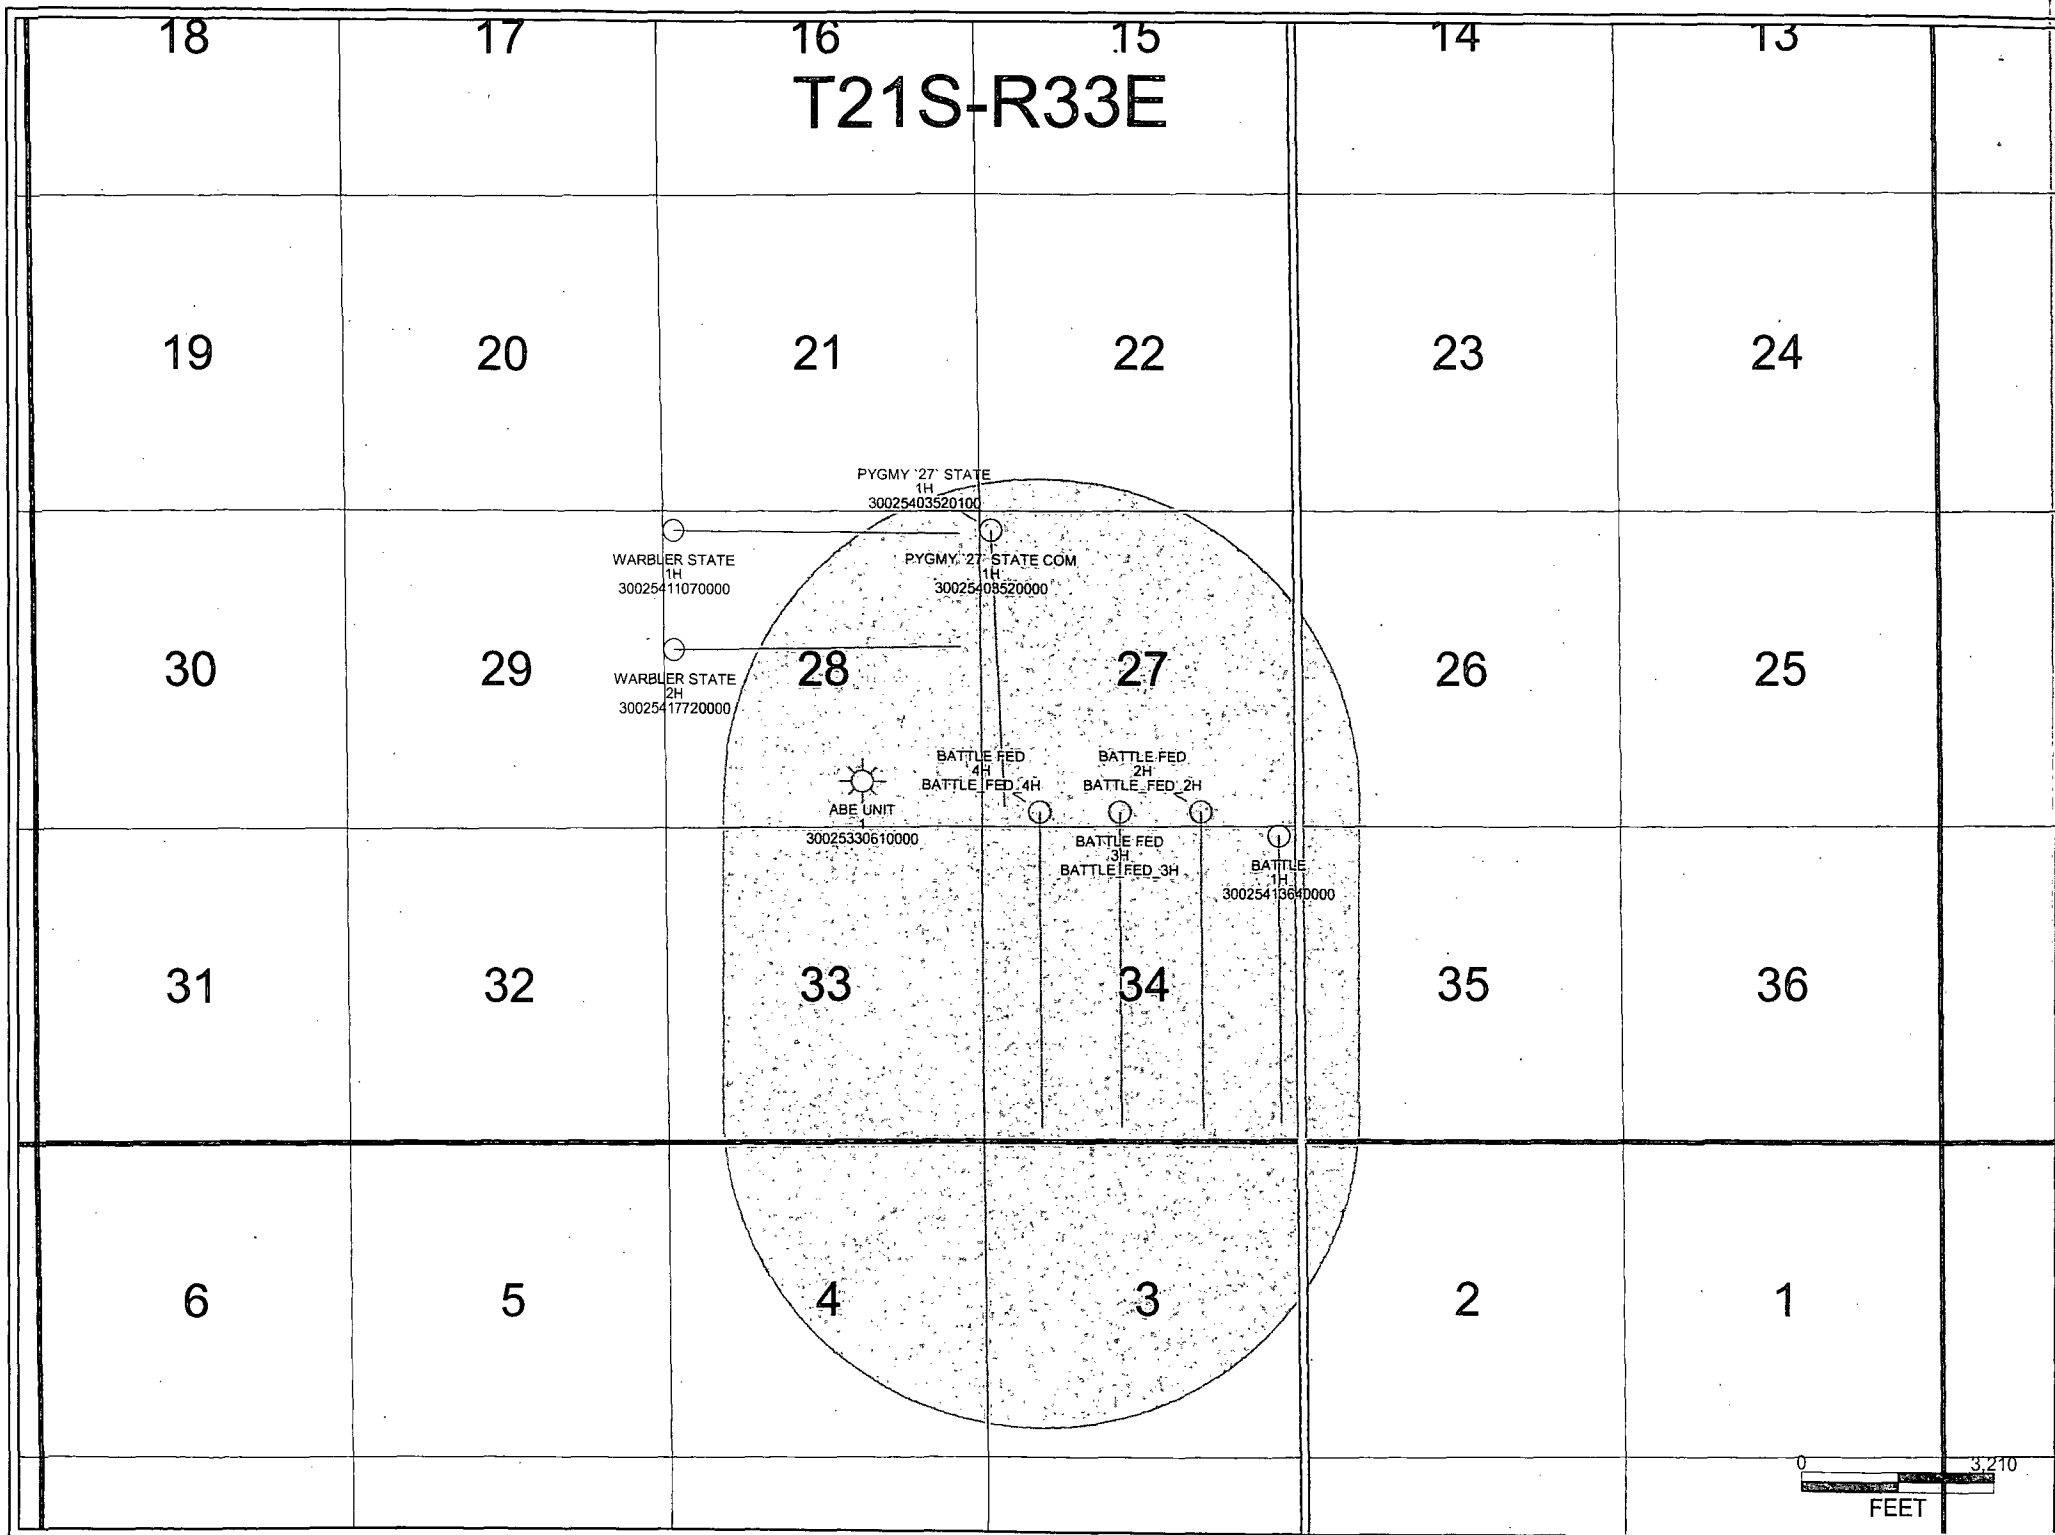 18
17
16
15
14
13
T21S-R33E
19
20
21
22
23
24
PYGMY `27` STATE
1H
30025403520100
WARBLER STATE
1H
30025411070000
PYGMY `27` STATE COM
1H
30025403520000
30
29
28
27
26
25
WARBLER STATE
2H
30025417720000
BATTLE FED
4H
BATTLE_FED_4H
BATTLE FED
2H
BATTLE_FED_2H
ABE UNIT
1
30025330610000
BATTLE FED
3H
BATTLE_FED_3H
BATTLE
1H
30025413640000
31
32
33
34
35
36
6
5
4
3
2
1
0
3,210
FEET